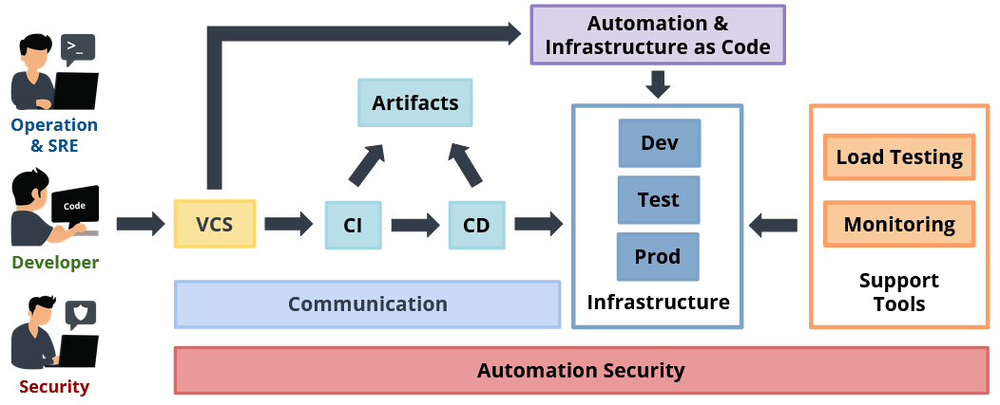 >_
Operation
& SRE
Code
Developer
Security
Automation &
Infrastructure as Code
Artifacts
VCS
CI
CD
Dev
Test
Prod
Infrastructure
Load Testing
Monitoring
Support
Tools
Communication
Automation Security